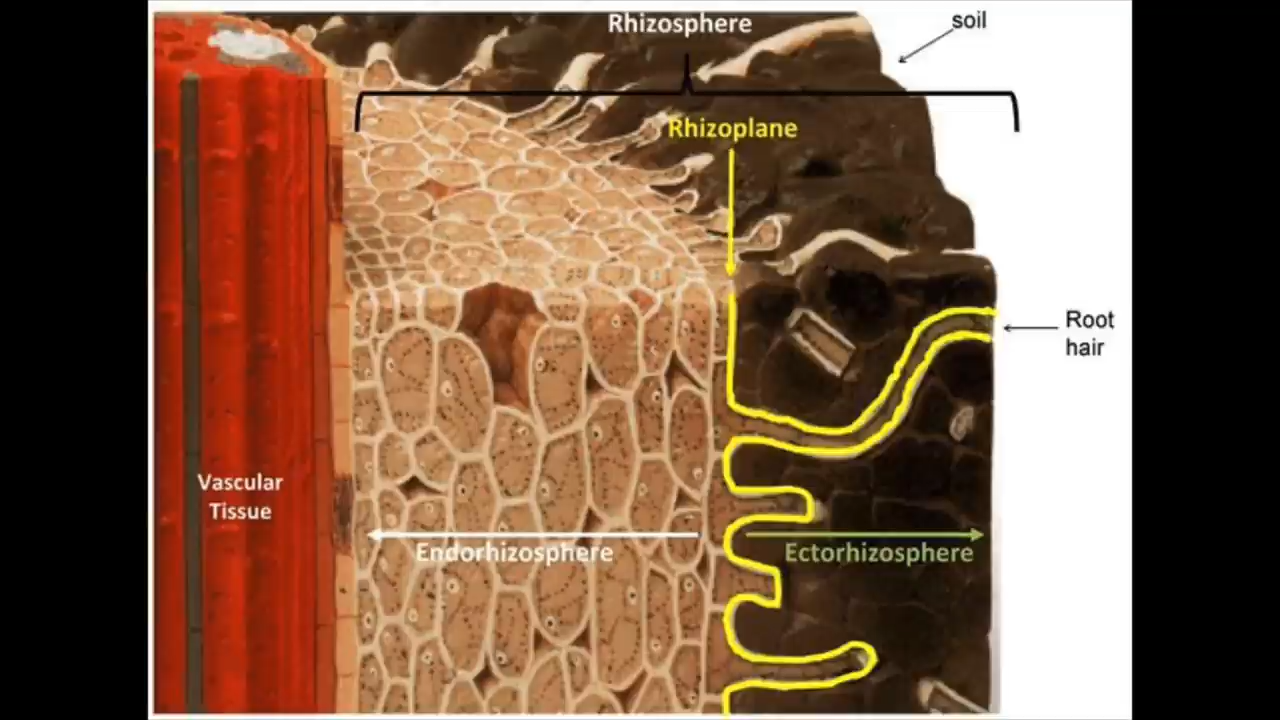 Rhizosphere
soil
Rhizoplane
Root
hair
Vascular
Tissue
Endorhizosphere
Ectorhizosphere